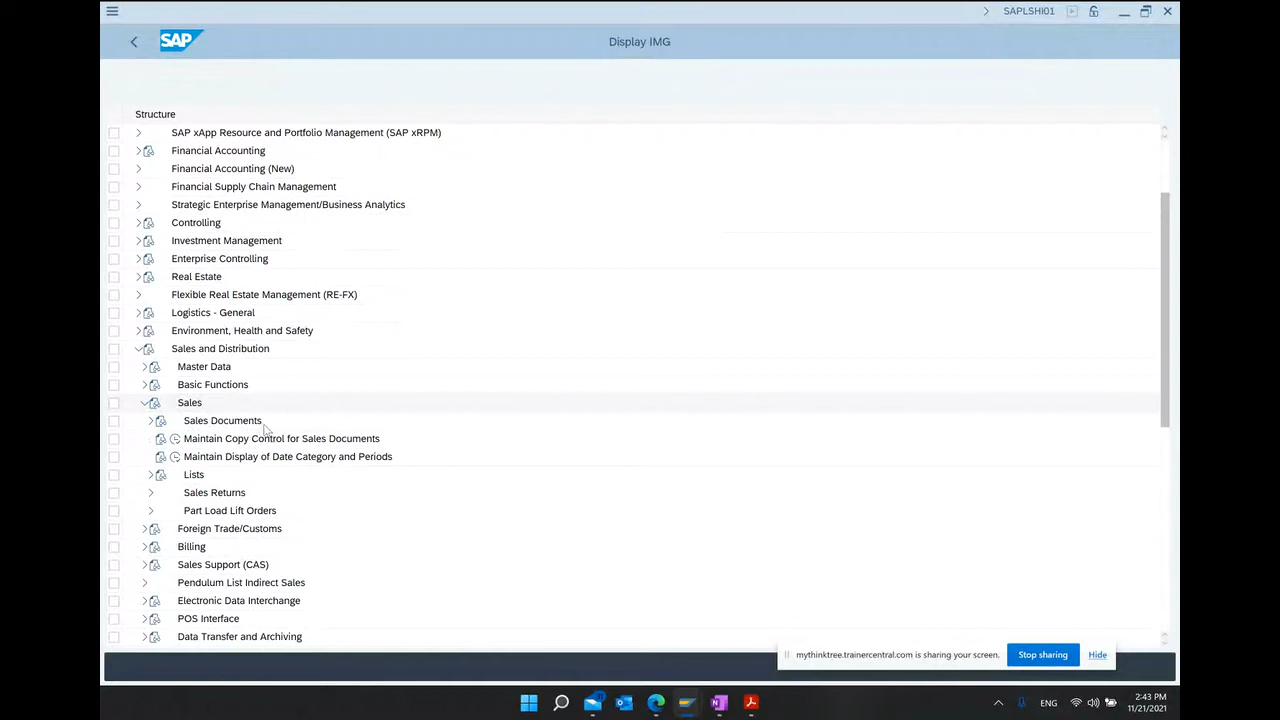 SAPLSHI01
SAP
Display IMG
Structure
SAP xApp Resource and Portfolio Management (SAP xRPM)
Financial Accounting
Financial Accounting (New)
Financial Supply Chain Management
Strategic Enterprise Management/Business Analytics
Controlling
Investment Management
Enterprise Controlling
Real Estate
Flexible Real Estate Management (RE-FX)
Logistics - General
Environment, Health and Safety
Sales and Distribution
Master Data
Basic Functions
Sales
Sales Documents
Maintain Copy Control for Sales Documents
Maintain Display of Date Category and Periods
Lists
Sales Returns
Part Load Lift Orders
Foreign Trade/Customs
Billing
Sales Support (CAS)
Pendulum List Indirect Sales
Electronic Data Interchange
POS Interface
Data Transfer and Archiving
mythinktree.trainercentral.com is sharing your screen. Stop sharing Hide
ENG
2:43 PM
11/21/2021